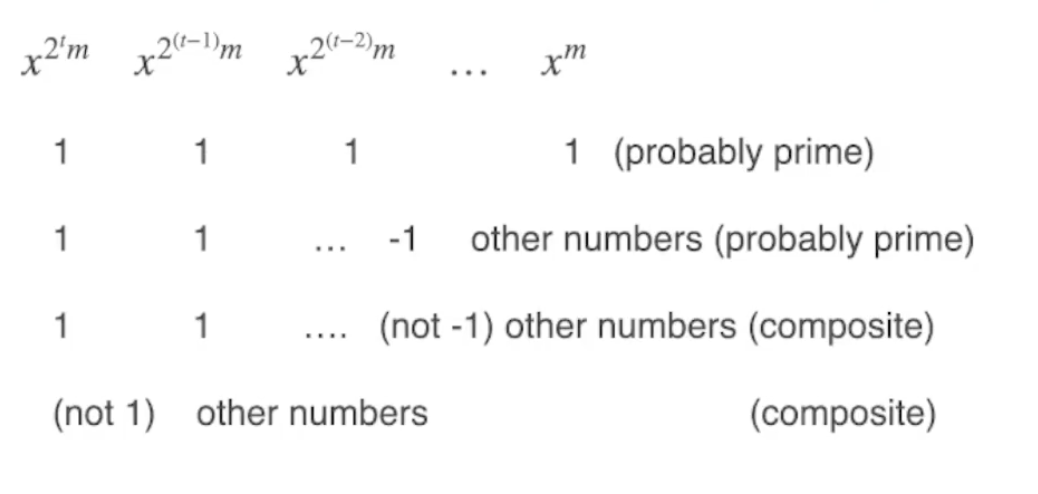 x^{2^t m} x^{2^{(t-1)} m} x^{2^{(t-2)} m} ... x^m
1 1 1 1 (probably prime)
1 1 ... -1 other numbers (probably prime)
1 1 .... (not -1) other numbers (composite)
(not 1) other numbers (composite)